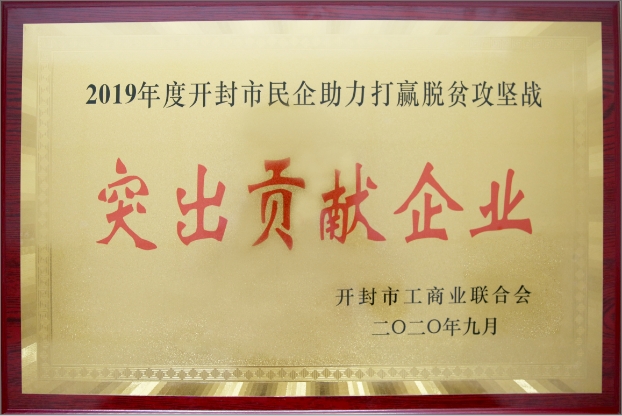 2019年度开封市民企助力打赢脱贫攻坚战
突出贡献企业
开封市工商业联合会
二〇二〇年九月